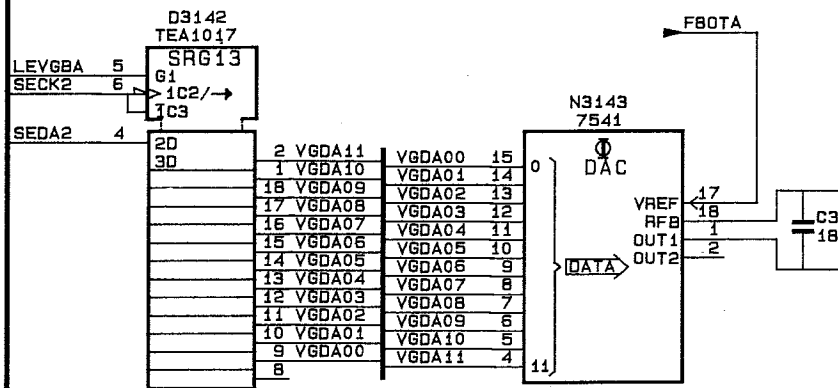 D3142
TEA1017
SRG13
LEVGBA 5
G1
SECK2 6
1C2/→
C3
SEDA2 4
2D
3D
2 VGDA11
1 VGDA10
18 VGDA09
17 VGDA08
16 VGDA07
15 VGDA06
14 VGDA05
13 VGDA04
12 VGDA03
11 VGDA02
10 VGDA01
9 VGDA00
8
VGDA00 15
VGDA01 14
VGDA02 13
VGDA03 12
VGDA04 11
VGDA05 10
VGDA06 9
VGDA07 8
VGDA08 7
VGDA09 6
VGDA10 5
VGDA11 4
N3143
7541
Φ
DAC
0
11
DATA
VREF 17
RFB 18
OUT1 1
OUT2 2
FBOTA
C3
18